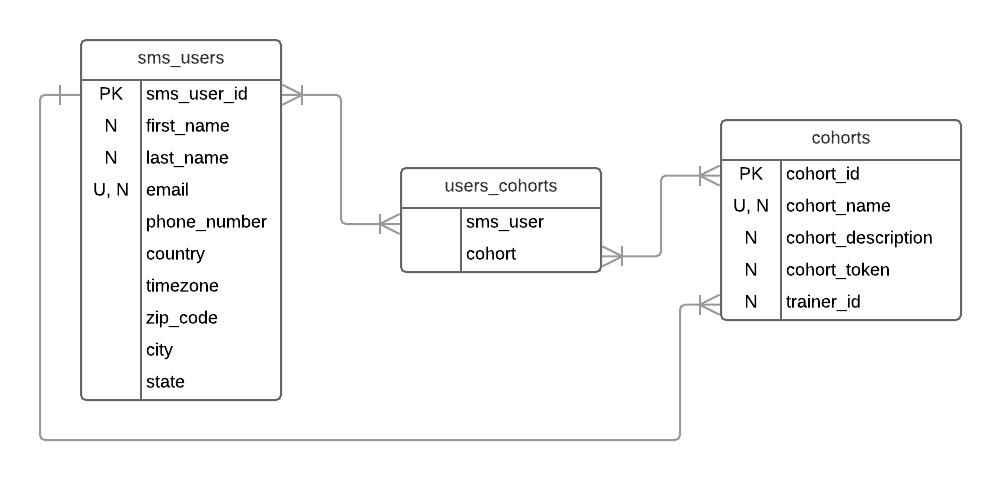 sms_users
PK sms_user_id
N first_name
N last_name
U, N email
phone_number
country
timezone
zip_code
city
state
users_cohorts
sms_user
cohort
cohorts
PK cohort_id
U, N cohort_name
N cohort_description
N cohort_token
N trainer_id